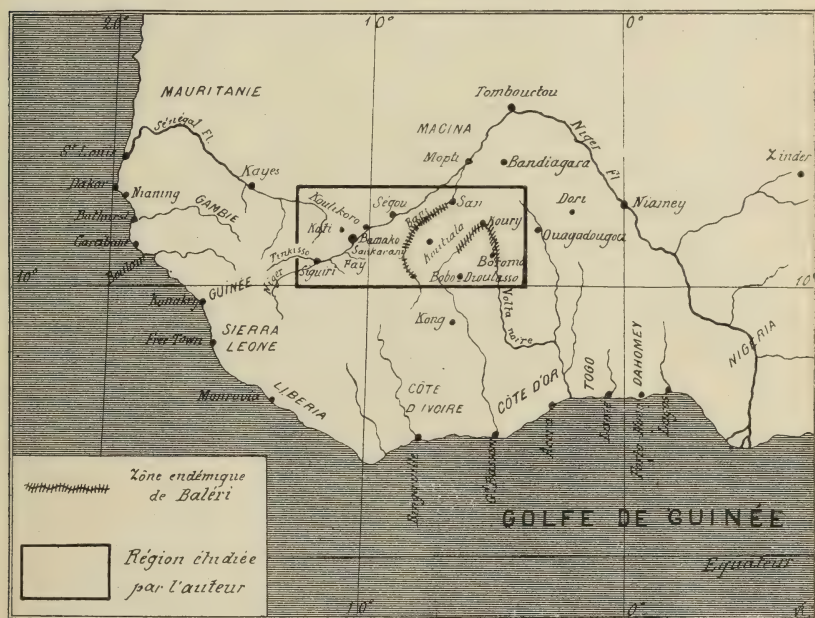 20°
10°
0°
MAURITANIE
Sénégal Fl.
St Louis
Dakar
Nianing
Bathurst
GAMBIE
Kayes
Tombouctou
MACINA
Niger Fl.
Mopti
Bandiagara
Zinder
Dori
Niamey
Koulikoro
Ségou
San
Kati
Bamako
Sankarani
Bani
Koutiala
Koury
Ouagadougou
Boromo
Bobo-Dioulasso
Tinkisso
Siguiri
Fay
Niger
10°
10°
Konakry
GUINÉE
Free Town
SIERRA
LEONE
Monrovia
LIBERIA
Kong
Volta
noire
CÔTE
D'IVOIRE
CÔTE D'OR
TOGO
DAHOMEY
NIGERIA
Bingerville
Gd Bassam
Accra
Lomé
Porto Novo
Lagos
GOLFE DE GUINÉE
Equateur
Zône endémique
de Baléri
Région étudiée
par l'auteur
10°
0°